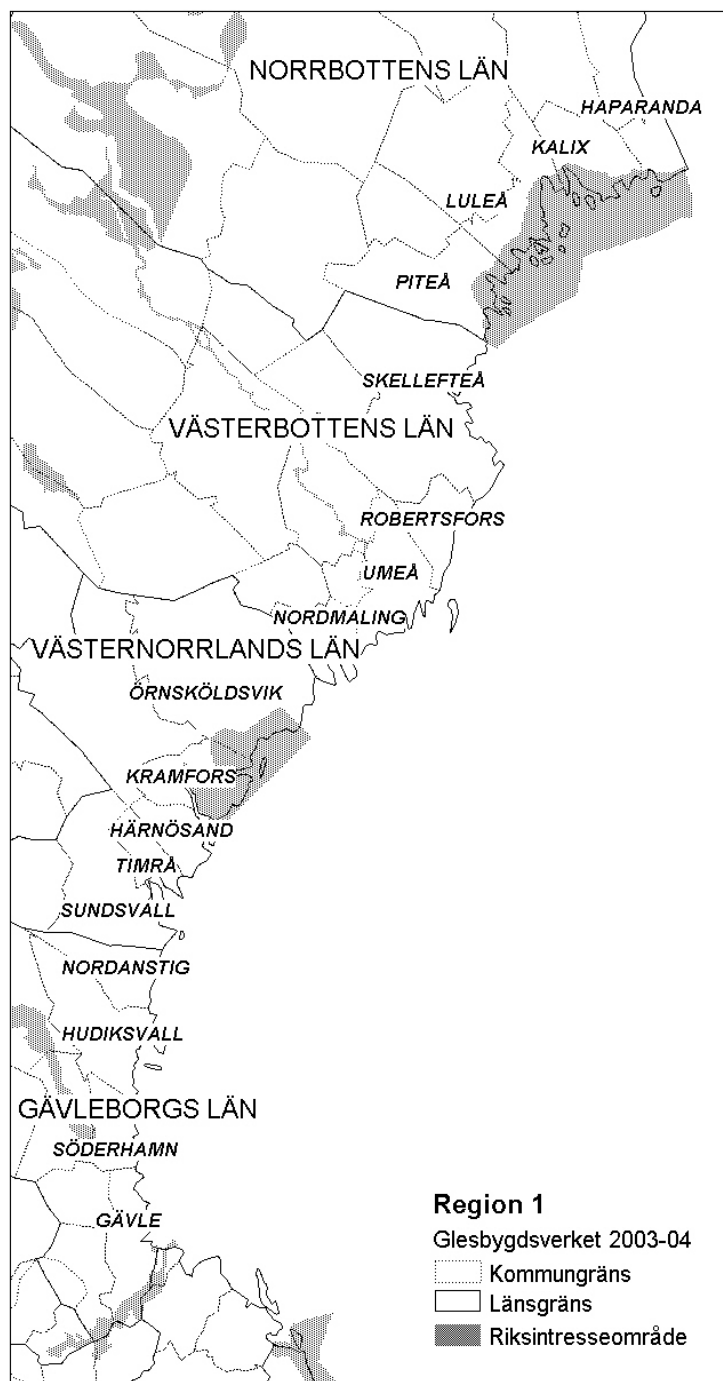 NORRBOTTENS LÄN
HAPARANDA
KALIX
LULEÅ
PITEÅ
SKELLEFTEÅ
VÄSTERBOTTENS LÄN
ROBERTSFORS
UMEÅ
NORDMALING
VÄSTERNORRLANDS LÄN
ÖRNSKÖLDSVIK
KRAMFORS
HÄRNÖSAND
TIMRÅ
SUNDSVALL
NORDANSTIG
HUDIKSVALL
GÄVLEBORGS LÄN
SÖDERHAMN
GÄVLE
Region 1
Glesbygdsverket 2003-04
Kommungräns
Länsgräns
Riksintresseområde